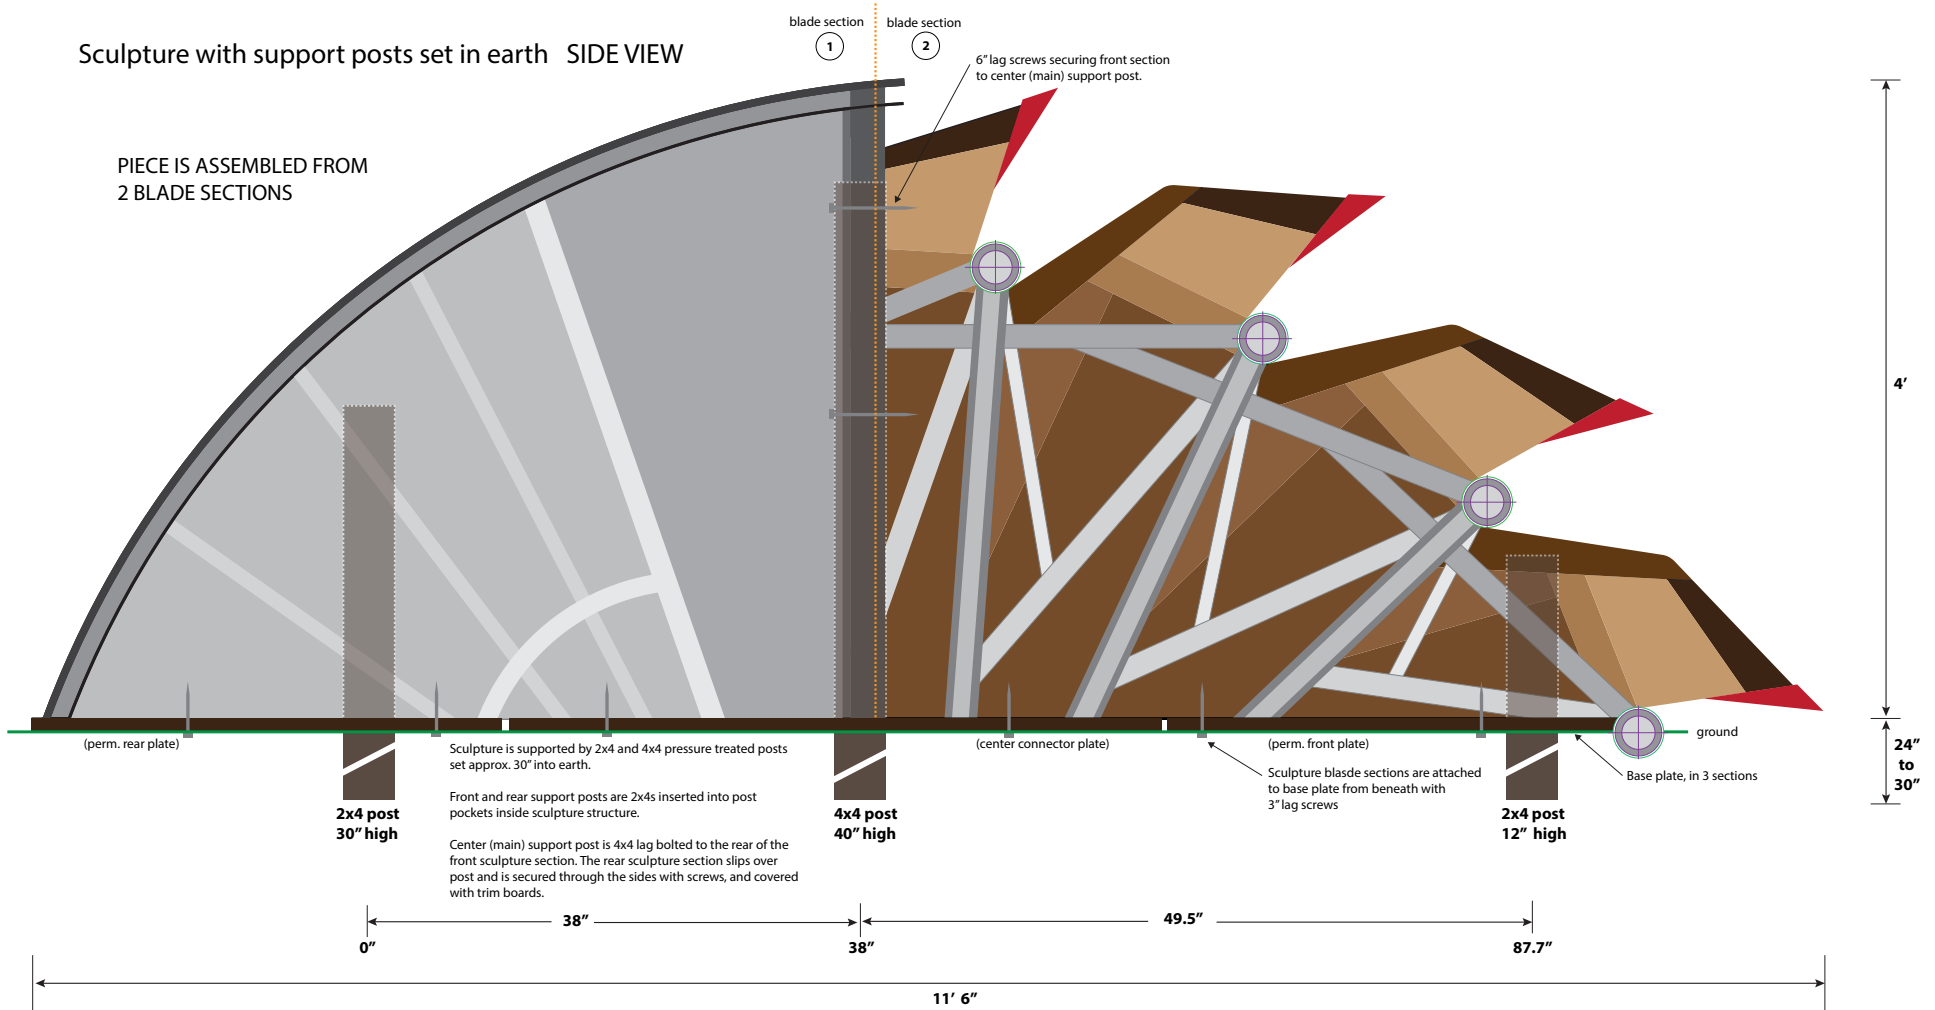 Sculpture with support posts set in earth   SIDE VIEW
blade section
1
blade section
2
6” lag screws securing front section
to center (main) support post.
PIECE IS ASSEMBLED FROM
2 BLADE SECTIONS
4’
24”
to
30”
ground
(perm. rear plate)
(center connector plate)
(perm. front plate)
Sculpture is supported by 2x4 and 4x4 pressure treated posts
set approx. 30” into earth.
Front and rear support posts are 2x4s inserted into post
pockets inside sculpture structure.
Center (main) support post is 4x4 lag bolted to the rear of the
front sculpture section. The rear sculpture section slips over
post and is secured through the sides with screws, and covered
with trim boards.
Sculpture blasde sections are attached
to base plate from beneath with
3” lag screws
Base plate, in 3 sections
2x4 post
30” high
4x4 post
40” high
2x4 post
12” high
38”
49.5”
0”
38”
87.7”
11’ 6”